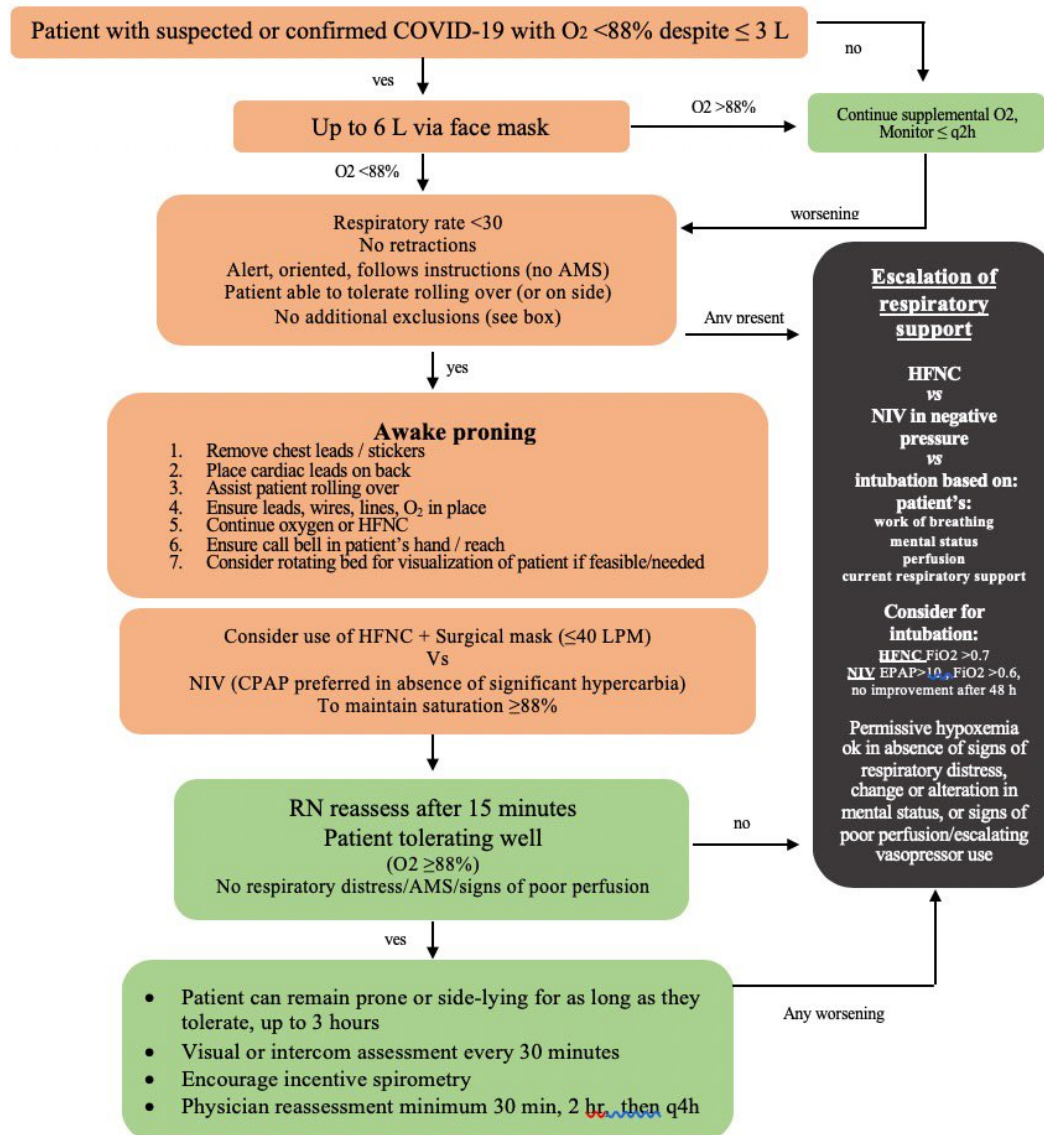 Patient with suspected or confirmed COVID-19 with O2 <88% despite ≤ 3 L
no
yes
Up to 6 L via face mask
O2 >88%
Continue supplemental O2,
Monitor ≤ q2h
O2 <88%
worsening
Respiratory rate <30
No retractions
Alert, oriented, follows instructions (no AMS)
Patient able to tolerate rolling over (or on side)
No additional exclusions (see box)
Any present
yes
Awake proning
1. Remove chest leads / stickers
2. Place cardiac leads on back
3. Assist patient rolling over
4. Ensure leads, wires, lines, O2 in place
5. Continue oxygen or HFNC
6. Ensure call bell in patient's hand / reach
7. Consider rotating bed for visualization of patient if feasible/needed
Consider use of HFNC + Surgical mask (≤40 LPM)
Vs
NIV (CPAP preferred in absence of significant hypercarbia)
To maintain saturation ≥88%
RN reassess after 15 minutes
Patient tolerating well
(O2 ≥88%)
No respiratory distress/AMS/signs of poor perfusion
no
yes
• Patient can remain prone or side-lying for as long as they
tolerate, up to 3 hours
• Visual or intercom assessment every 30 minutes
• Encourage incentive spirometry
• Physician reassessment minimum 30 min, 2 hr, then q4h
Any worsening
Escalation of
respiratory
support
HFNC
vs
NIV in negative
pressure
vs
intubation based on:
patient's:
work of breathing
mental status
perfusion
current respiratory support
Consider for
intubation:
HFNC FiO2 >0.7
NIV EPAP>10, FiO2 >0.6,
no improvement after 48 h
Permissive hypoxemia
ok in absence of signs of
respiratory distress,
change or alteration in
mental status, or signs of
poor perfusion/escalating
vasopressor use